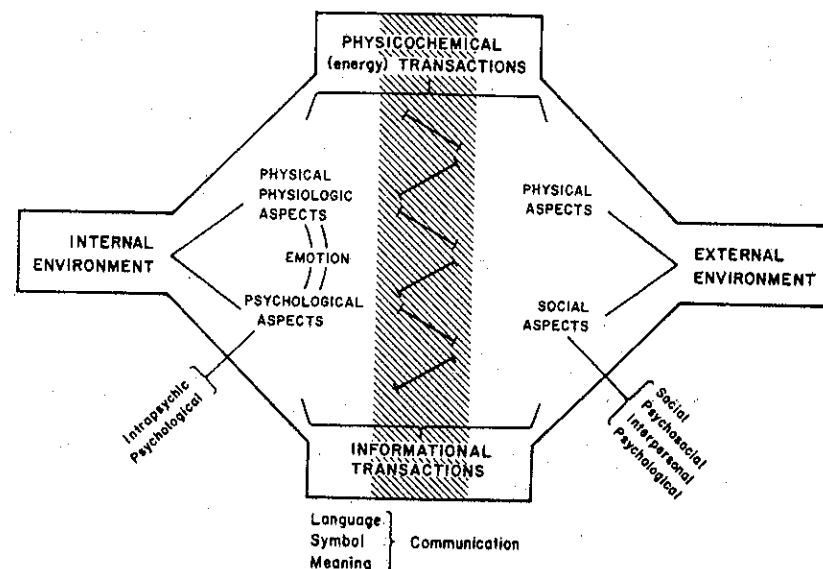 PHYSICOCHEMICAL
(energy) TRANSACTIONS
PHYSICAL
PHYSIOLOGIC
ASPECTS
EMOTION
PSYCHOLOGICAL
ASPECTS
INTERNAL
ENVIRONMENT
PHYSICAL
ASPECTS
SOCIAL
ASPECTS
EXTERNAL
ENVIRONMENT
Intrapsychic
Psychological
Social
Psychosocial
Interpersonal
Psychological
INFORMATIONAL
TRANSACTIONS
Language
Symbol
Meaning
Communication